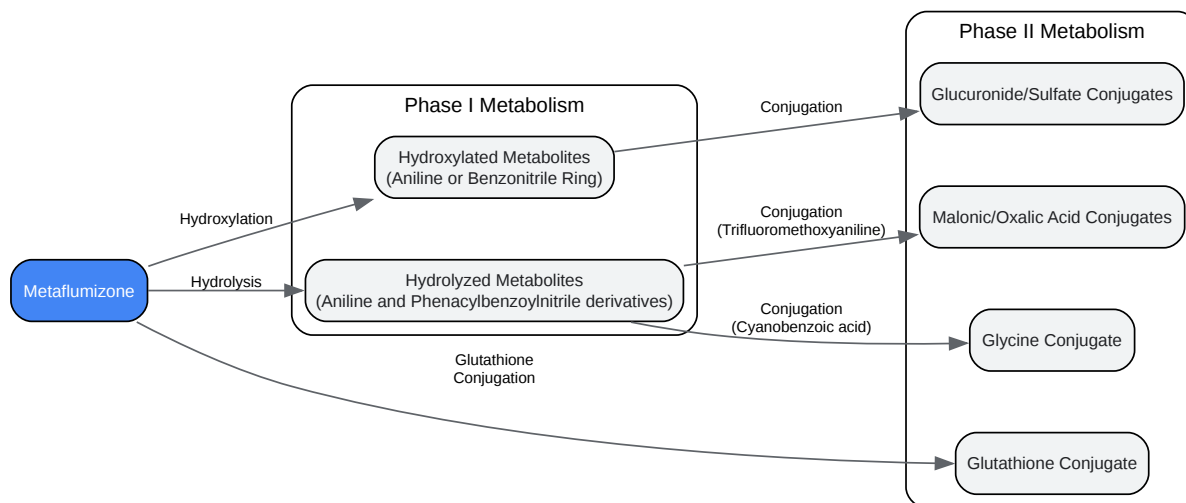 Phase II Metabolism
Glucuronide/Sulfate Conjugates
Phase I Metabolism
Conjugation
Hydroxylated Metabolites
(Aniline or Benzonitrile Ring)
Hydroxylation
Conjugation
(Trifluoromethoxyaniline)
Malonic/Oxalic Acid Conjugates
Metaflumizone
Hydrolysis
Hydrolyzed Metabolites
(Aniline and Phenacylbenzoylnitrile derivatives)
Conjugation
(Cyanobenzoic acid)
Glycine Conjugate
Glutathione
Conjugation
Glutathione Conjugate